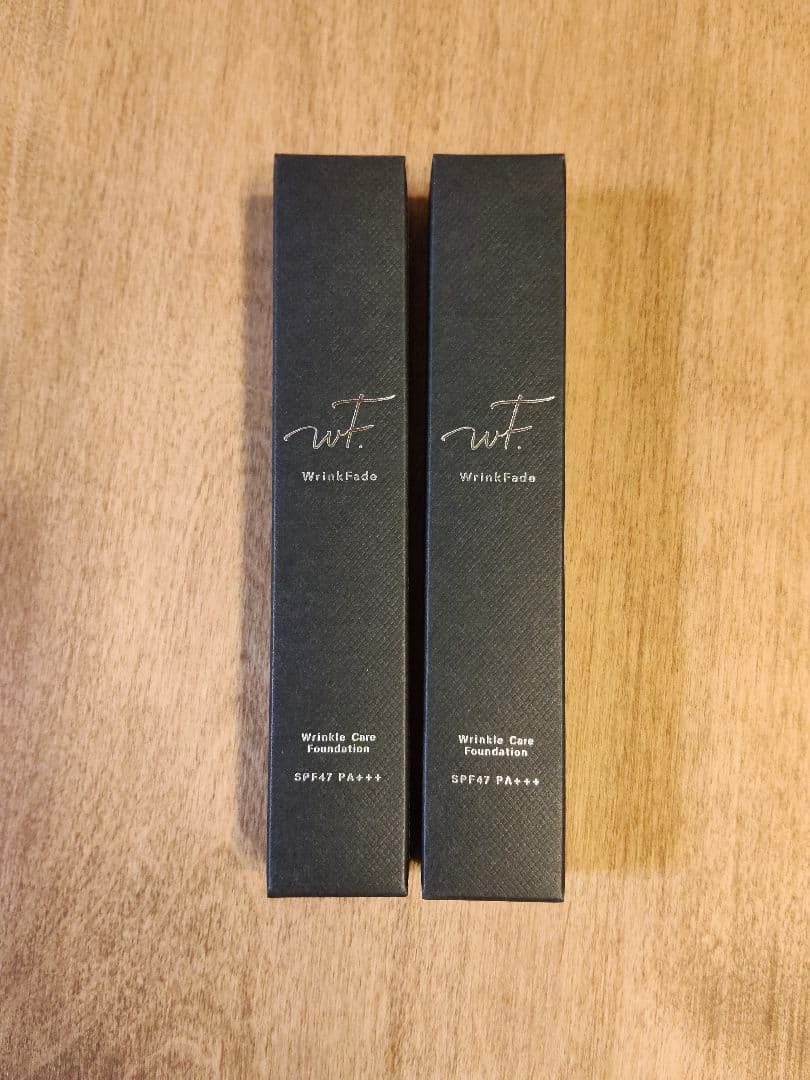 wF.
WrinkFade
Wrinkle Care
Foundation
SPF47 PA+++
wF.
WrinkFade
Wrinkle Care
Foundation
SPF47 PA+++